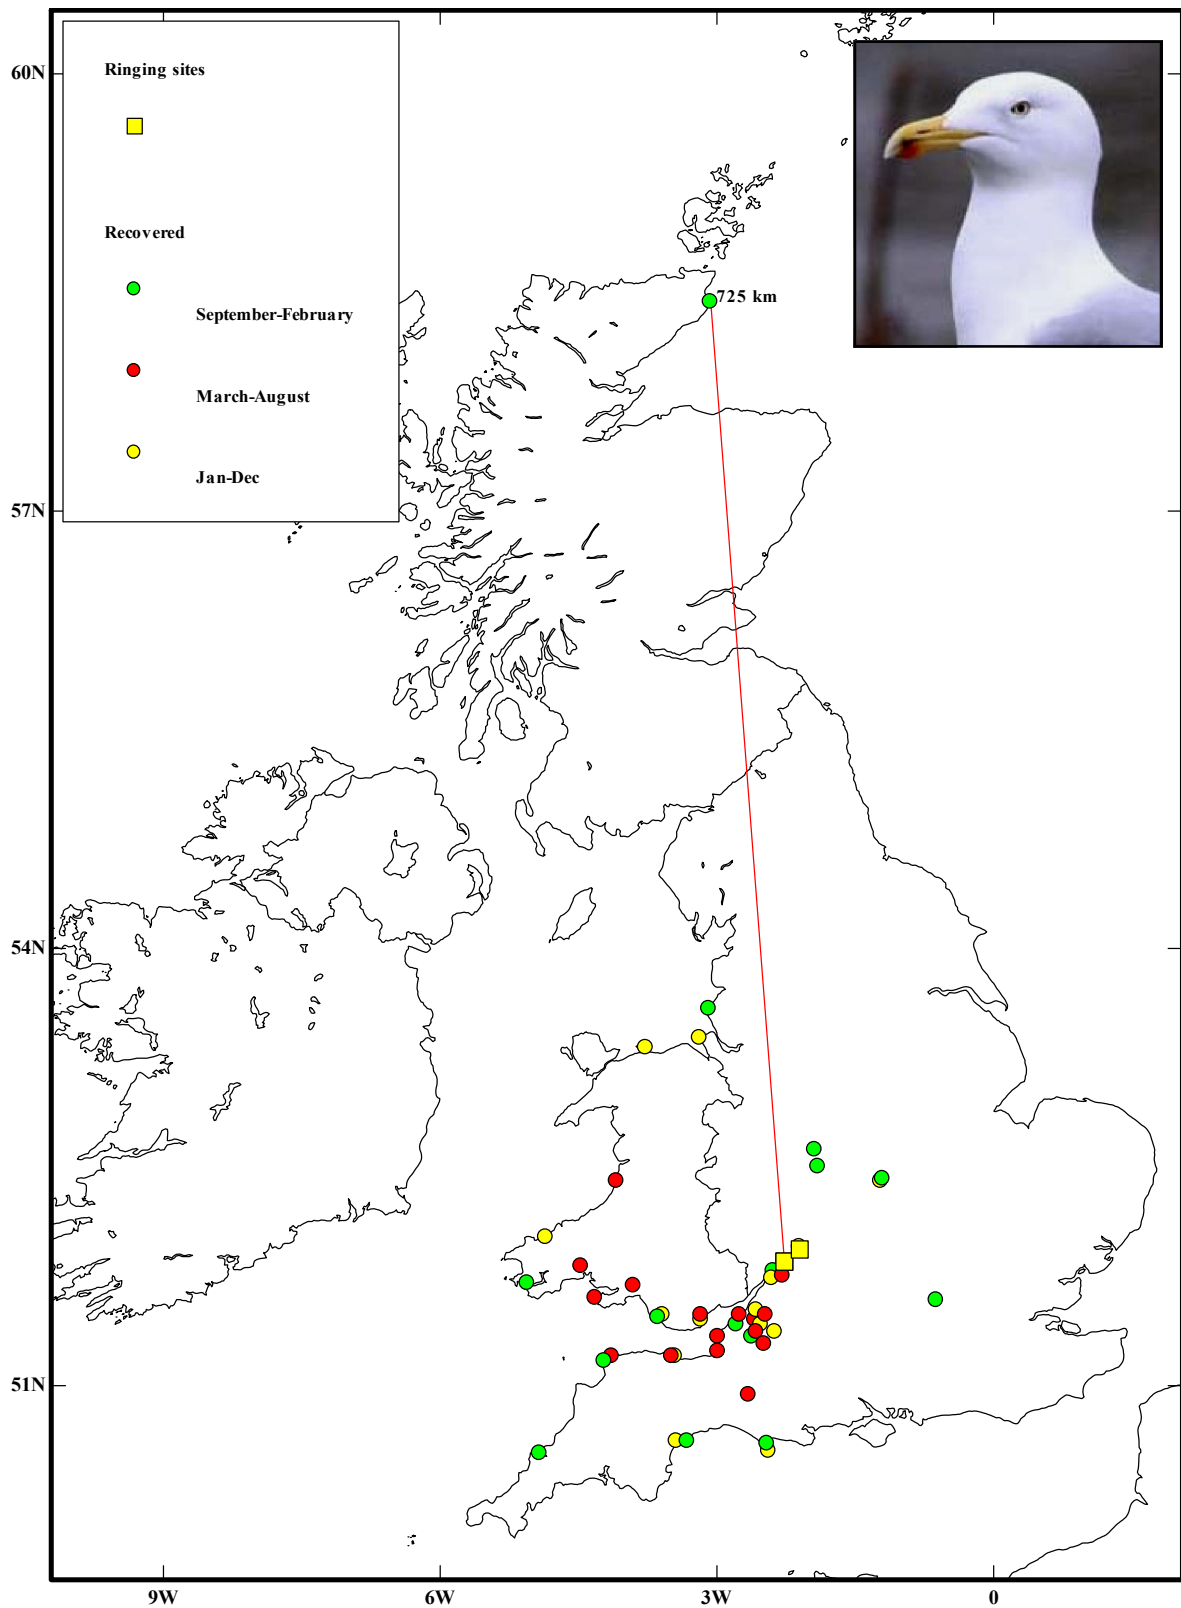 60N
57N
54N
51N
Ringing sites
Recovered
September-February
March-August
Jan-Dec
725 km
9W
6W
3W
0